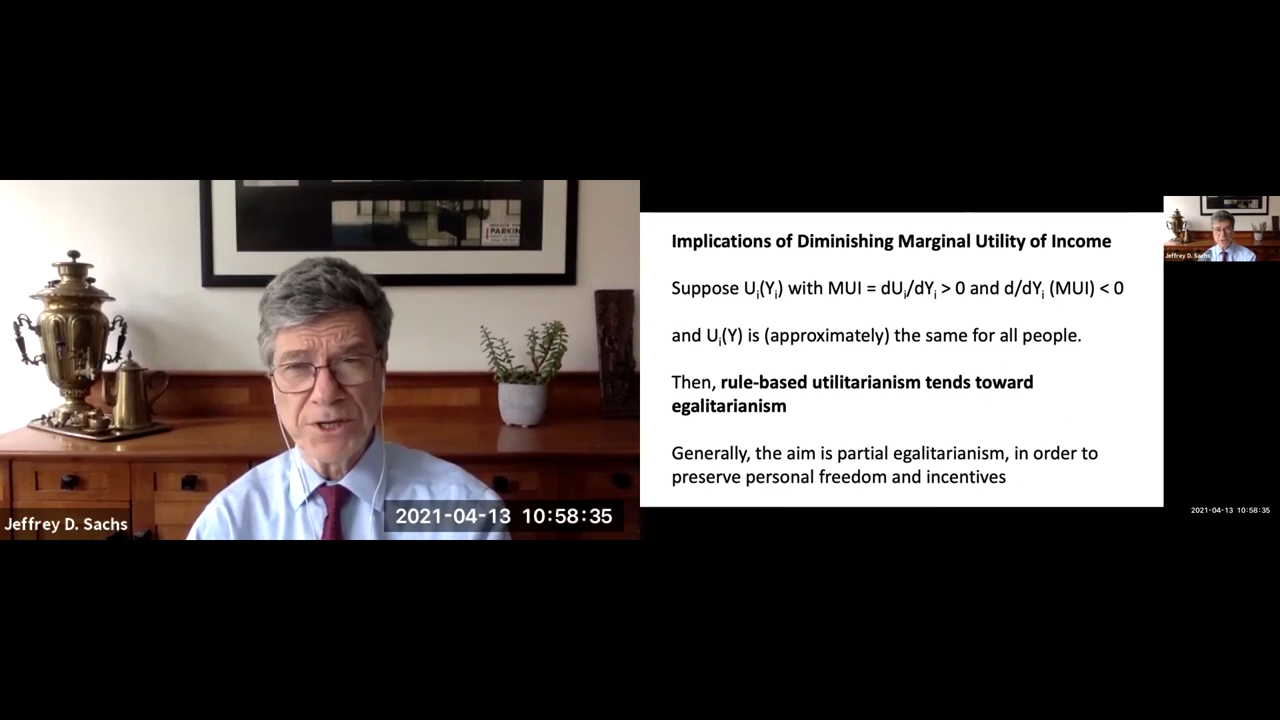 PARKIN
Jeffrey D. Sachs
2021-04-13 10:58:35
Implications of Diminishing Marginal Utility of Income
Suppose Ui(Yi) with MUI = dUi/dYi > 0 and d/dYi (MUI) < 0
and Ui(Y) is (approximately) the same for all people.
Then, rule-based utilitarianism tends toward
egalitarianism
Generally, the aim is partial egalitarianism, in order to
preserve personal freedom and incentives
Jeffrey D. Sachs
2021-04-13 10:58:35